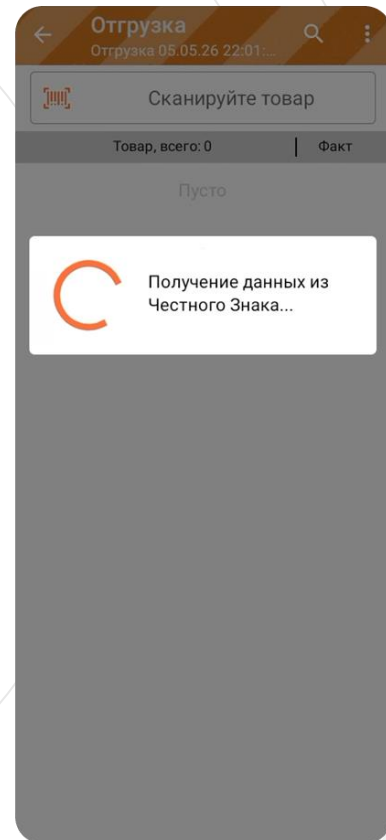 Отгрузка
Отгрузка 05.05.26 22:01:...
Сканируйте товар
Товар, всего: 0 Факт
Пусто
Получение данных из
Честного Знака...